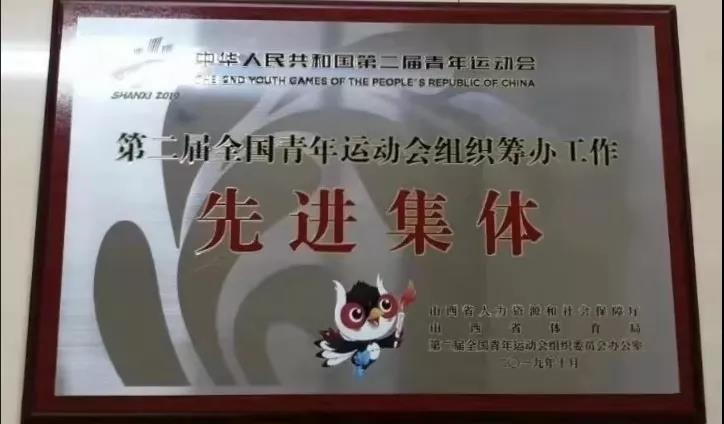 中华人民共和国第二届青年运动会
THE 2ND YOUTH GAMES OF THE PEOPLE'S REPUBLIC OF CHINA
SHANXI 2019
第二届全国青年运动会组织筹办工作
先进集体
山西省人力资源和社会保障厅
山西省体育局
第二届全国青年运动会组织委员会办公室
二〇一九年十月